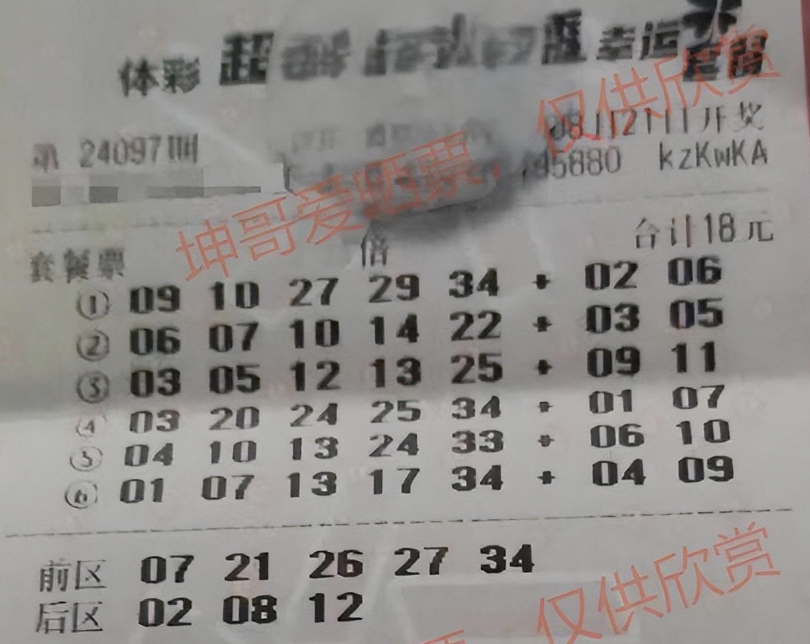 体彩 超级大乐透 幸运 套餐
第 24097期
08月21日开奖
95880 kzKwKA
套餐票 倍 合计18元
① 09 10 27 29 34 + 02 06
② 06 07 10 14 22 + 03 05
③ 03 05 12 13 25 + 09 11
④ 03 20 24 25 34 + 01 07
⑤ 04 10 13 24 33 + 06 10
⑥ 01 07 13 17 34 + 04 09
前区 07 21 26 27 34
后区 02 08 12
坤哥爱晒票，仅供欣赏
仅供欣赏